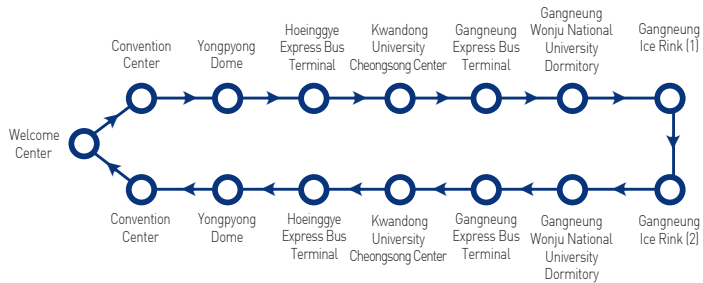 Convention
Center
Yongpyong
Dome
Hoeinggye
Express Bus
Terminal
Kwandong
University
Cheongsong Center
Gangneung
Express Bus
Terminal
Gangneung
Wonju National
University
Dormitory
Gangneung
Ice Rink (1)
Welcome
Center
Convention
Center
Yongpyong
Dome
Hoeinggye
Express Bus
Terminal
Kwandong
University
Cheongsong Center
Gangneung
Express Bus
Terminal
Gangneung
Wonju National
University
Dormitory
Gangneung
Ice Rink (2)